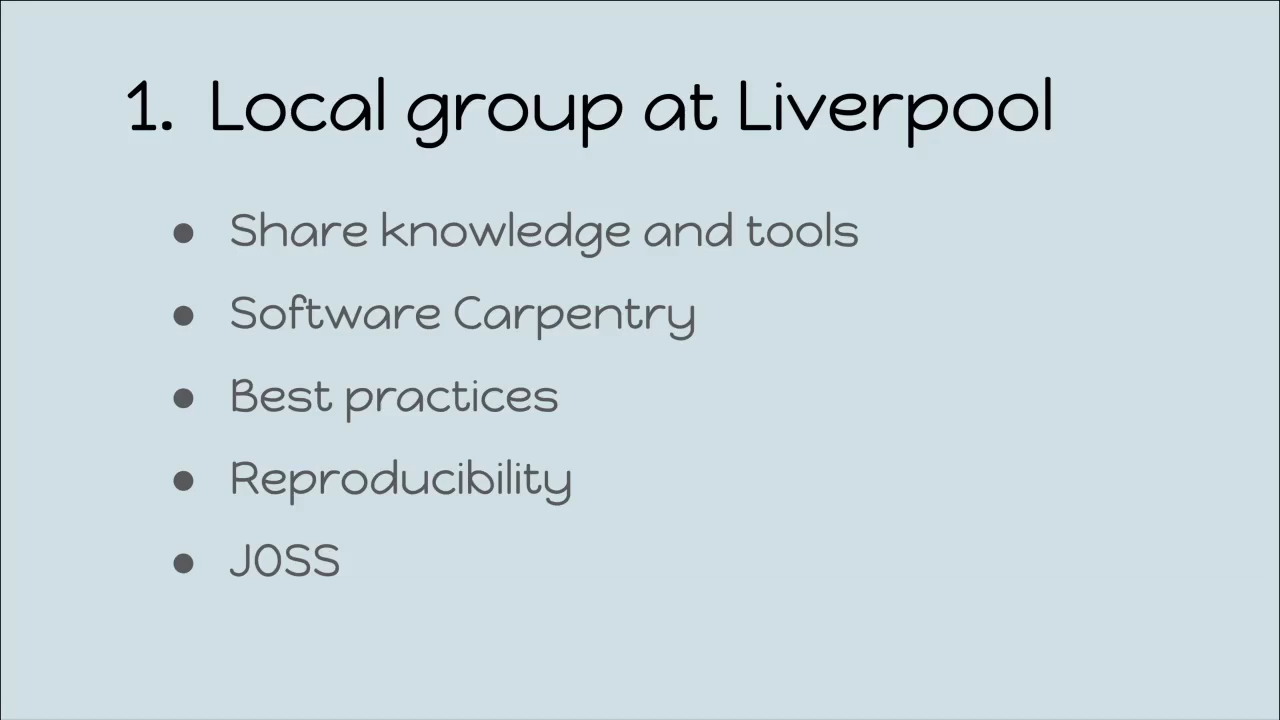 1. Local group at Liverpool
● Share knowledge and tools
● Software Carpentry
● Best practices
● Reproducibility
● JOSS